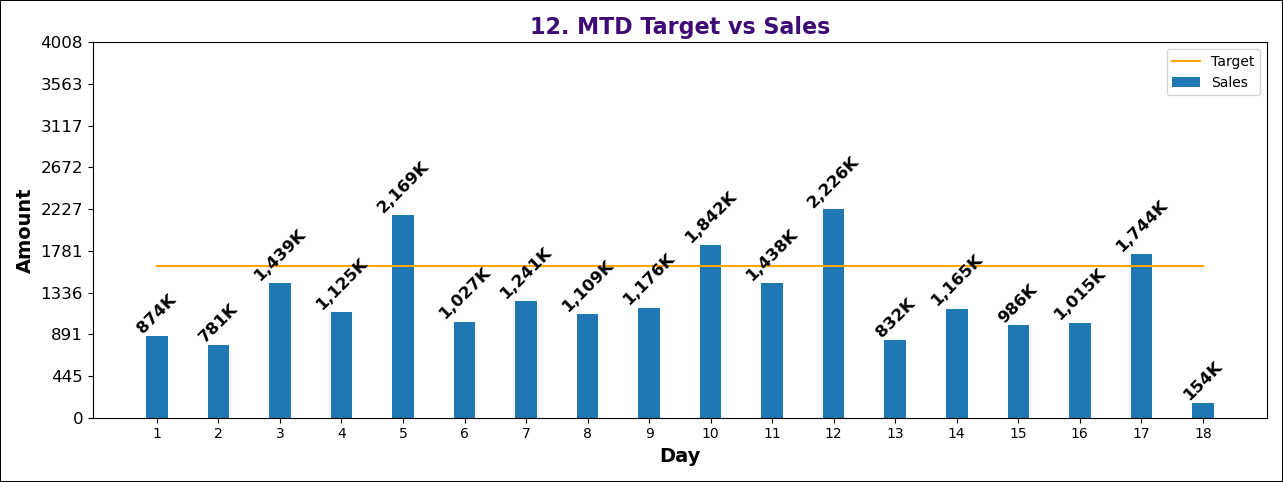 12. MTD Target vs Sales
4008
3563
3117
2672
2227
1781
1336
891
445
0
Amount
Target
Sales
874K
781K
1,439K
1,125K
2,169K
1,027K
1,241K
1,109K
1,176K
1,842K
1,438K
2,226K
832K
1,165K
986K
1,015K
1,744K
154K
1 2 3 4 5 6 7 8 9 10 11 12 13 14 15 16 17 18
Day